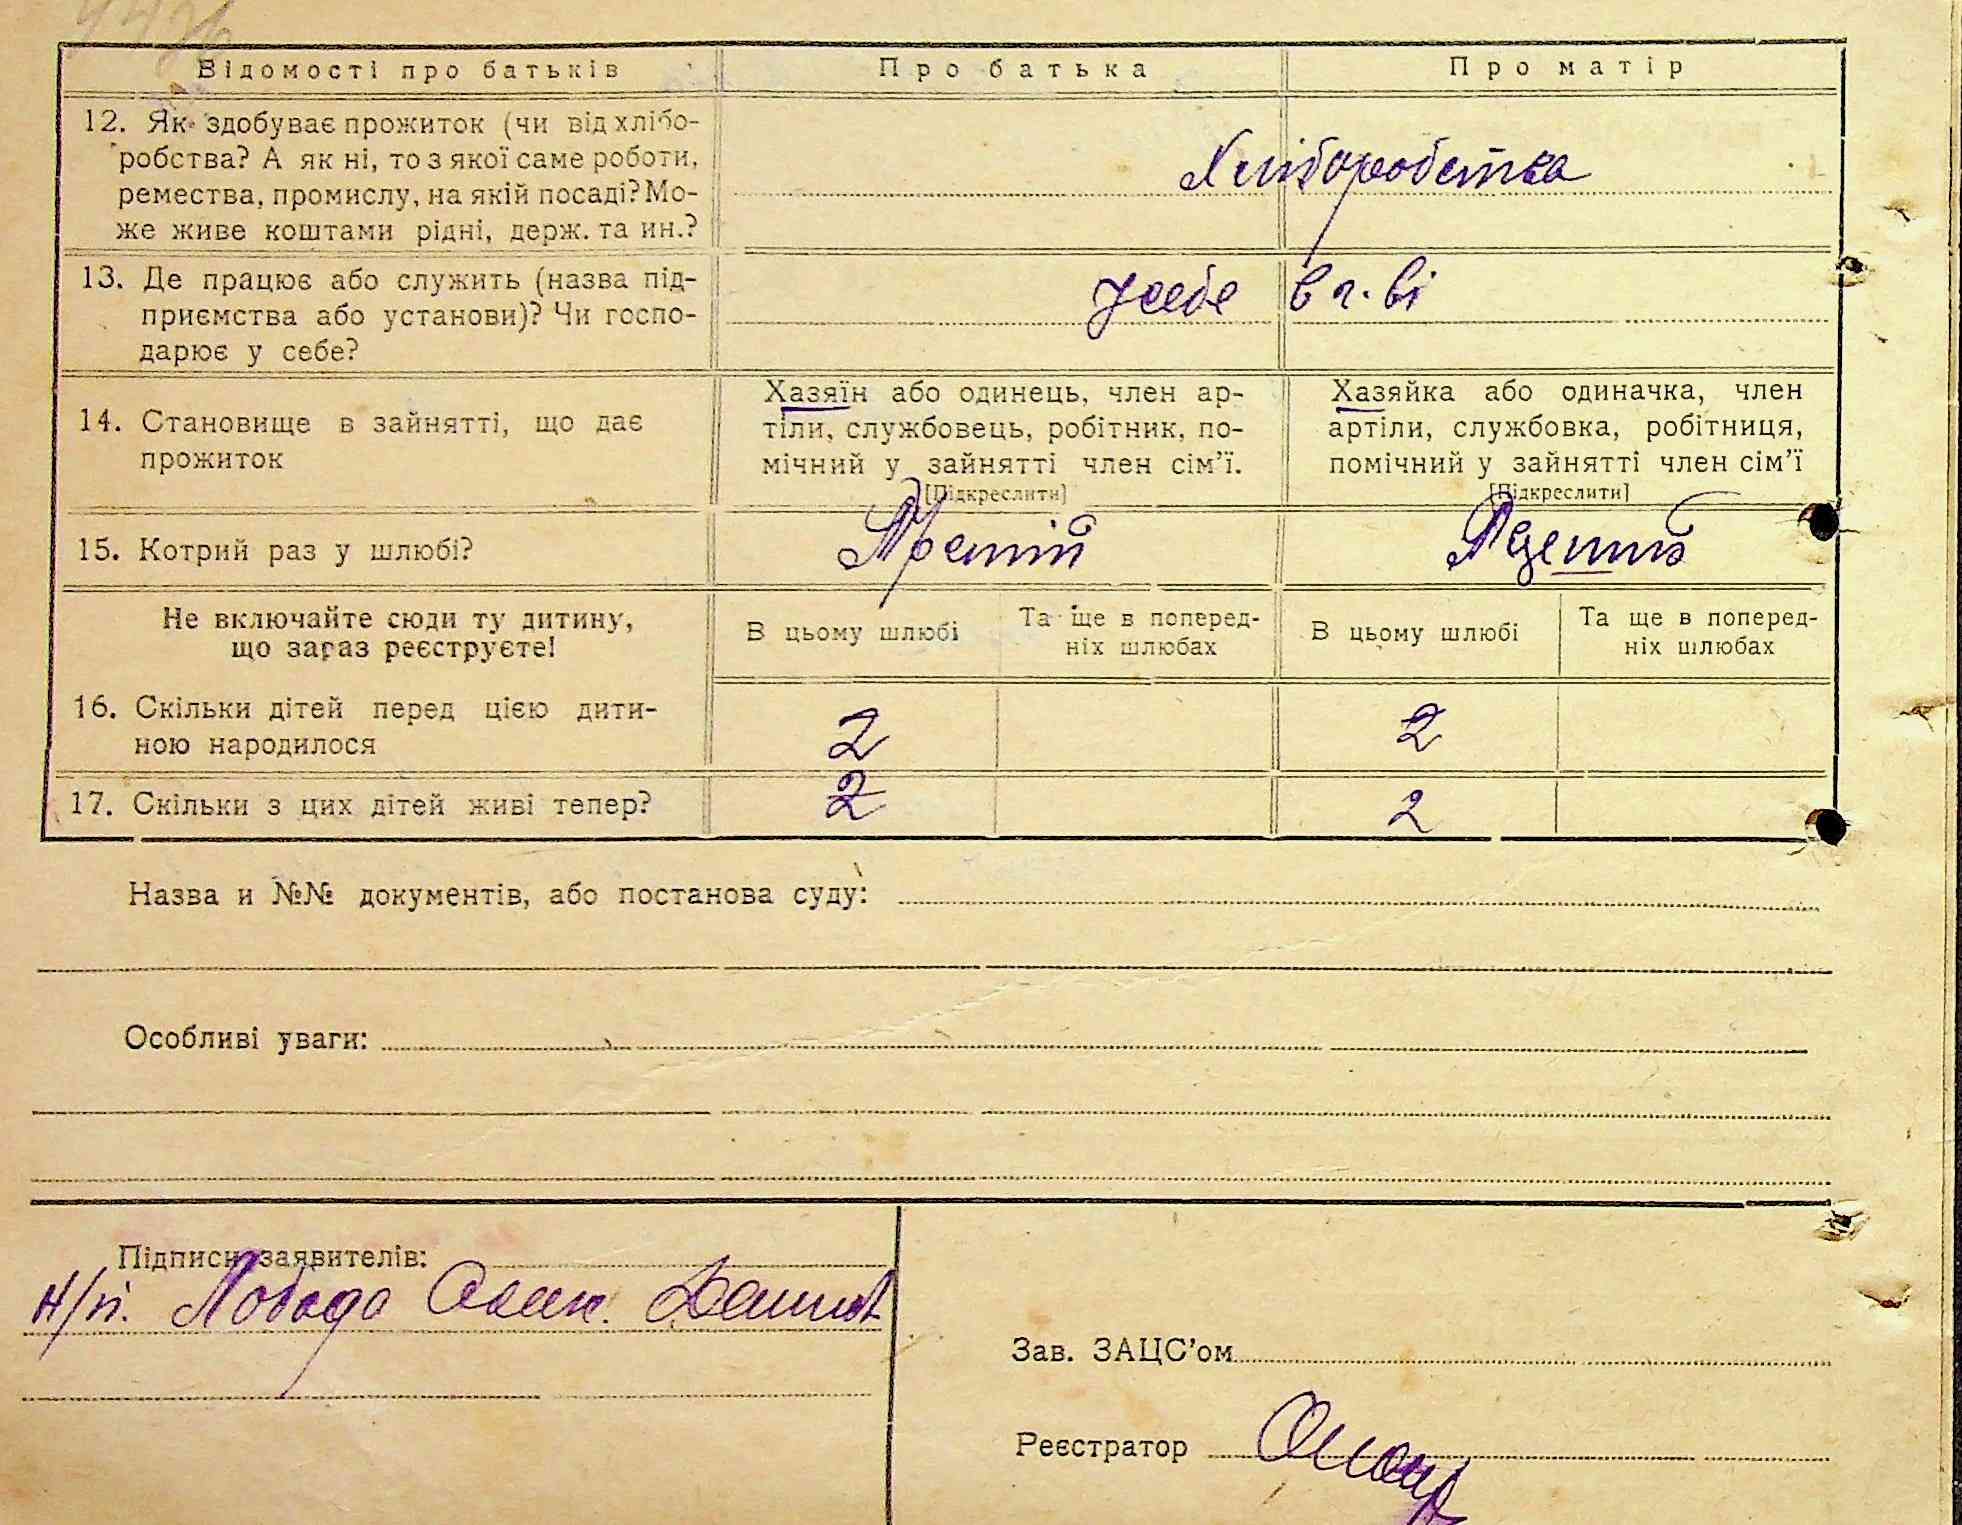 Відомості про батьків Про батька Про матір
12. Як здобуває прожиток (чи від хлібо-
робства? А як ні, то з якої саме роботи,
ремества, промислу, на якій посаді? Мо-
же живе коштами рідні, держ. та ин.?
Хліборобства
13. Де працює або служить (назва під-
приємства або установи)? Чи госпо-
дарює у себе?
у себе в г-ві
14. Становище в зайнятті, що дає
прожиток
Хазяїн або одинець, член ар-
тіли, службовець, робітник, по-
мічний у зайнятті член сім’ї.
[Підкреслити]
Хазяйка або одиначка, член
артіли, службовка, робітниця,
помічний у зайнятті член сім’ї
[Підкреслити]
15. Котрий раз у шлюбі?
Не включайте сюди ту дитину,
що зараз реєструєте!
В цьому шлюбі
Та ще в поперед-
ніх шлюбах
В цьому шлюбі
Та ще в поперед-
ніх шлюбах
16. Скільки дітей перед цією дити-
ною народилося
2 2
17. Скільки з цих дітей живі тепер?
2 2
Назва и №№ документів, або постанова суду:
Особливі уваги:
Підписи заявителів:
н/п. Лобода
Зав. ЗАЦС’ом
Реєстратор